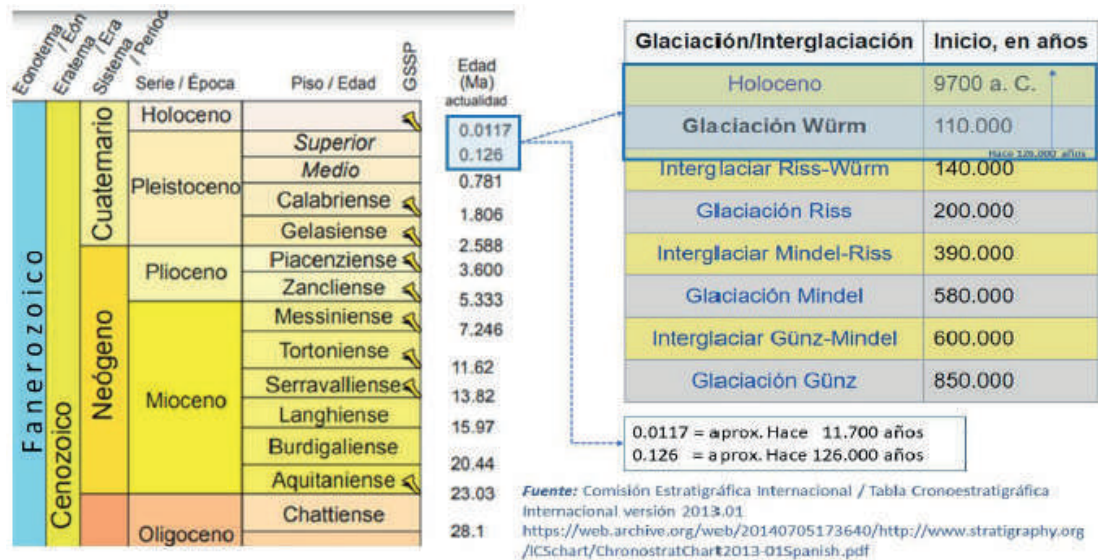 Eonotema / Eón
Eratema / Era
Sistema / Período
Serie / Época
Piso / Edad
GSSP
Edad
(Ma)
actualidad
Fanerozoico
Cenozoico
Cuaternario
Neógeno
Holoceno
0.0117
Pleistoceno
Superior
0.126
Medio
0.781
Calabriense
1.806
Gelasiense
2.588
Plioceno
Piacenziense
3.600
Zancliense
5.333
Mioceno
Messiniense
7.246
Tortoniense
11.62
Serravalliense
13.82
Langhiense
15.97
Burdigaliense
20.44
Aquitaniense
23.03
Oligoceno
Chattiense
28.1
Glaciación/Interglaciación Inicio, en años
Holoceno 9700 a. C.
Glaciación Würm 110.000
Hace 126.000 años
Interglaciar Riss-Würm 140.000
Glaciación Riss 200.000
Interglaciar Mindel-Riss 390.000
Glaciación Mindel 580.000
Interglaciar Günz-Mindel 600.000
Glaciación Günz 850.000
0.0117 = aprox. Hace 11.700 años
0.126 = aprox. Hace 126.000 años
Fuente: Comisión Estratigráfica Internacional / Tabla Cronoestratigráfica
Internacional versión 2013.01
https://web.archive.org/web/20140705173640/http://www.stratigraphy.org
/ICSchart/ChronostratChart2013-01Spanish.pdf